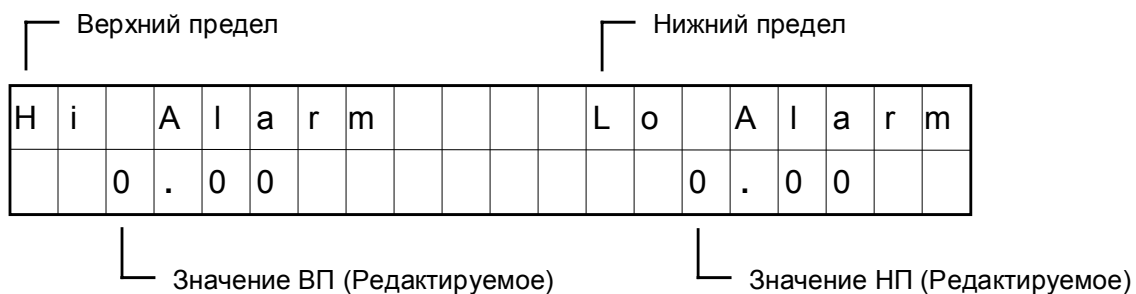 Верхний предел Нижний предел
Hi Alarm Lo Alarm
0.00 0.00
Значение ВП (Редактируемое) Значение НП (Редактируемое)